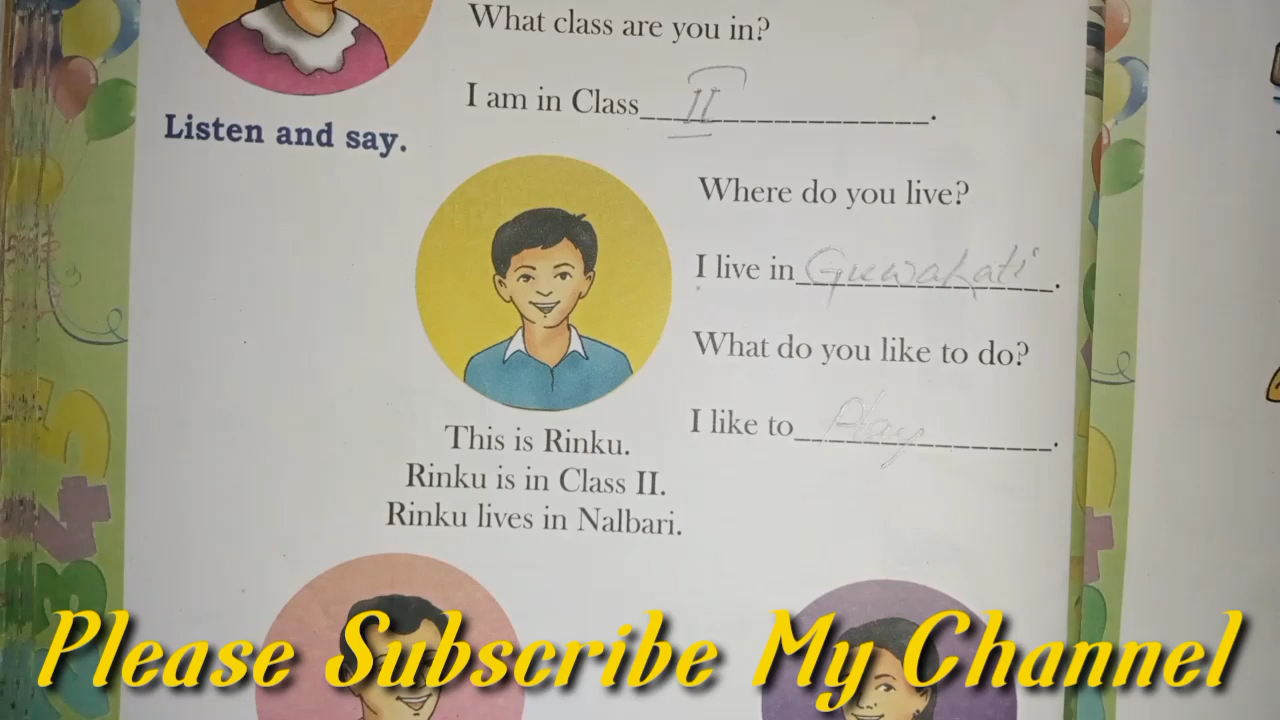 What class are you in?
I am in Class II.
Listen and say.
Where do you live?
I live in Guwahati.
What do you like to do?
I like to Play.
This is Rinku.
Rinku is in Class II.
Rinku lives in Nalbari.
Please Subscribe My Channel